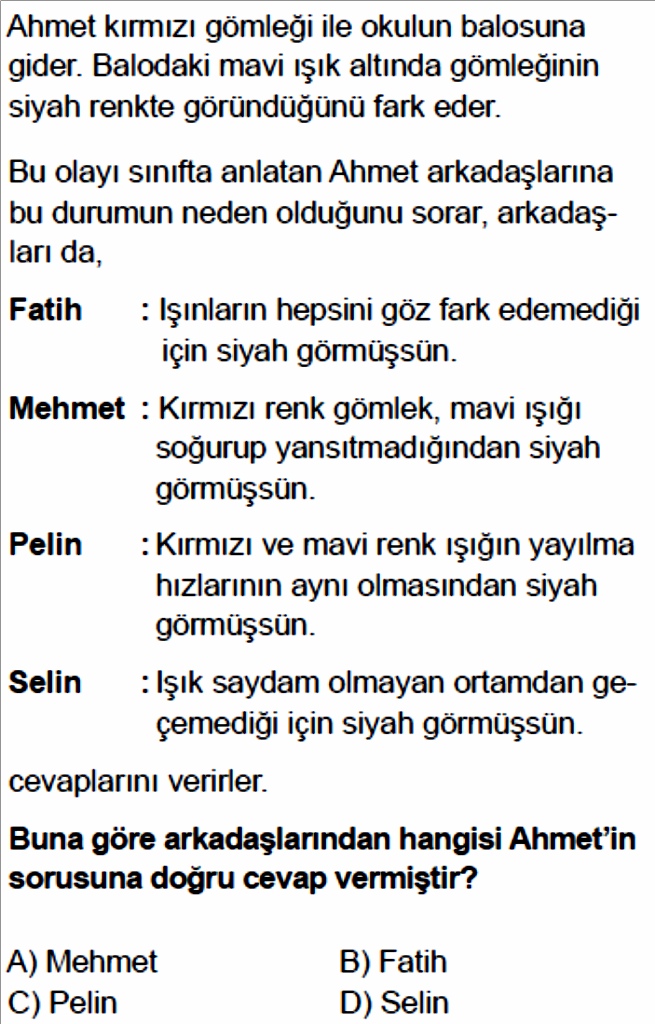 Ahmet kırmızı gömleği ile okulun balosuna
gider. Balodaki mavi ışık altında gömleğinin
siyah renkte göründüğünü fark eder.
Bu olayı sınıfta anlatan Ahmet arkadaşlarına
bu durumun neden olduğunu sorar, arkadaş-
ları da,
Fatih : Işınların hepsini göz fark edemediği
için siyah görmüşsün.
Mehmet : Kırmızı renk gömlek, mavi ışığı
soğurup yansıtmadığından siyah
görmüşsün.
Pelin : Kırmızı ve mavi renk ışığın yayılma
hızlarının aynı olmasından siyah
görmüşsün.
Selin : Işık saydam olmayan ortamdan ge-
çemediği için siyah görmüşsün.
cevaplarını verirler.
Buna göre arkadaşlarından hangisi Ahmet’in
sorusuna doğru cevap vermiştir?
A) Mehmet B) Fatih
C) Pelin D) Selin